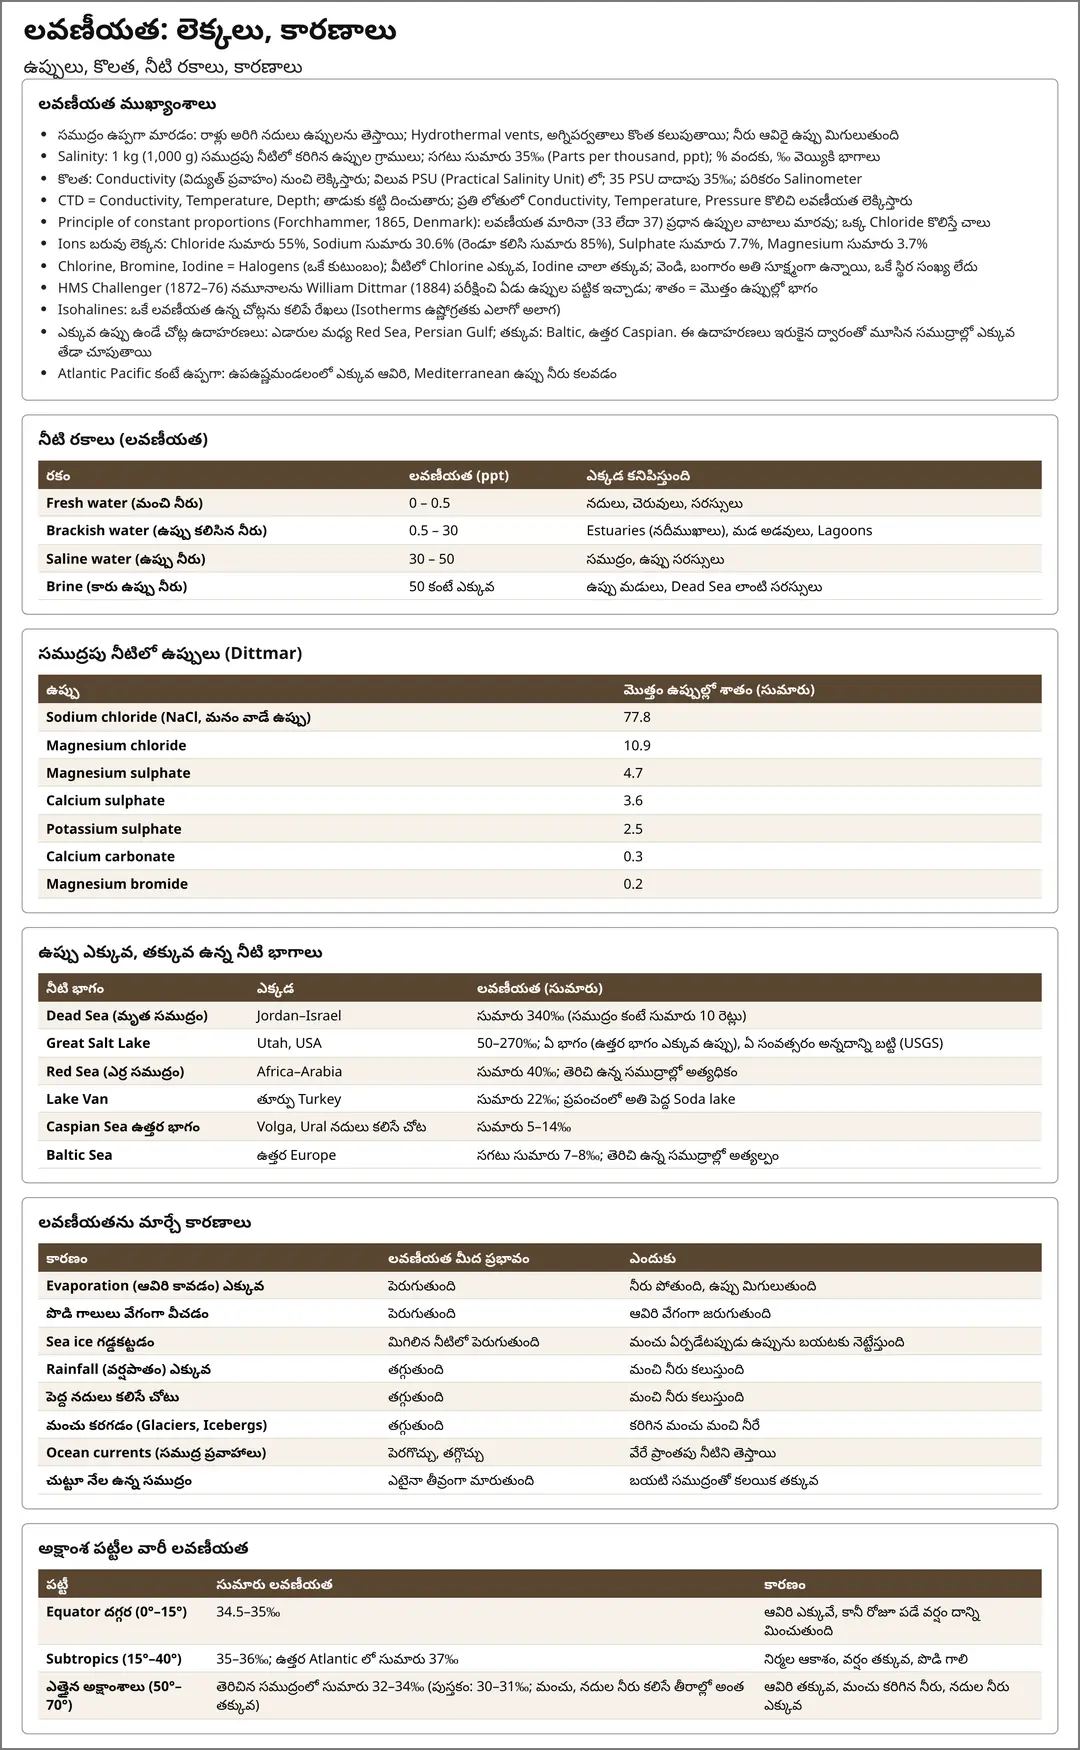 లవణీయత: లెక్కలు, కారణాలు
ఉప్పులు, కొలత, నీటి రకాలు, కారణాలు
లవణీయత ముఖ్యాంశాలు
• సముద్రం ఉప్పగా మారడం: రాళ్లు అరిగి నదులు ఉప్పులను తెస్తాయి; Hydrothermal vents, అగ్నిపర్వతాలు కొంత కలుపుతాయి; నీరు ఆవిరై ఉప్పు మిగులుతుంది
• Salinity: 1 kg (1,000 g) సముద్రపు నీటిలో కరిగిన ఉప్పుల గ్రాములు; సగటు సుమారు 35‰ (Parts per thousand, ppt); % వందకు, ‰ వెయ్యికి భాగాలు
• కొలత: Conductivity (విద్యుత్ ప్రవాహం) నుంచి లెక్కిస్తారు; విలువ PSU (Practical Salinity Unit) లో; 35 PSU దాదాపు 35‰; పరికరం Salinometer
• CTD = Conductivity, Temperature, Depth; తాడుకు కట్టి దించుతారు; ప్రతి లోతులో Conductivity, Temperature, Pressure కొలిచి లవణీయత లెక్కిస్తారు
• Principle of constant proportions (Forchhammer, 1865, Denmark): లవణీయత మారినా (33 లేదా 37) ప్రధాన ఉప్పుల వాటాలు మారవు; ఒక్క Chloride కొలిస్తే చాలు
• Ions బరువు లెక్కన: Chloride సుమారు 55%, Sodium సుమారు 30.6% (రెండూ కలిసి సుమారు 85%), Sulphate సుమారు 7.7%, Magnesium సుమారు 3.7%
• Chlorine, Bromine, Iodine = Halogens (ఒకే కుటుంబం); వీటిలో Chlorine ఎక్కువ, Iodine చాలా తక్కువ; వెండి, బంగారం అతి సూక్ష్మంగా ఉన్నాయి, ఒకే స్థిర సంఖ్య లేదు
• HMS Challenger (1872–76) నమూనాలను William Dittmar (1884) పరీక్షించి ఏడు ఉప్పుల పట్టిక ఇచ్చాడు; శాతం = మొత్తం ఉప్పుల్లో భాగం
• Isohalines: ఒకే లవణీయత ఉన్న చోట్లను కలిపే రేఖలు (Isotherms ఉష్ణోగ్రతకు ఎలాగో అలాగ)
• ఎక్కువ ఉప్పు ఉండే చోట్ల ఉదాహరణలు: ఎడారుల మధ్య Red Sea, Persian Gulf; తక్కువ: Baltic, ఉత్తర Caspian. ఈ ఉదాహరణలు ఇరుకైన ద్వారంతో మూసిన సముద్రాల్లో ఎక్కువ
తేడా చూపుతాయి
• Atlantic Pacific కంటే ఉప్పగా: ఉపఉష్ణమండలంలో ఎక్కువ ఆవిరి, Mediterranean ఉప్పు నీరు కలవడం
నీటి రకాలు (లవణీయత)
రకం లవణీయత (ppt) ఎక్కడ కనిపిస్తుంది
Fresh water (మంచి నీరు) 0 – 0.5 నదులు, చెరువులు, సరస్సులు
Brackish water (ఉప్పు కలిసిన నీరు) 0.5 – 30 Estuaries (నదీముఖాలు), మడ అడవులు, Lagoons
Saline water (ఉప్పు నీరు) 30 – 50 సముద్రం, ఉప్పు సరస్సులు
Brine (కారు ఉప్పు నీరు) 50 కంటే ఎక్కువ ఉప్పు మడులు, Dead Sea లాంటి సరస్సులు
సముద్రపు నీటిలో ఉప్పులు (Dittmar)
ఉప్పు మొత్తం ఉప్పుల్లో శాతం (సుమారు)
Sodium chloride (NaCl, మనం వాడే ఉప్పు) 77.8
Magnesium chloride 10.9
Magnesium sulphate 4.7
Calcium sulphate 3.6
Potassium sulphate 2.5
Calcium carbonate 0.3
Magnesium bromide 0.2
ఉప్పు ఎక్కువ, తక్కువ ఉన్న నీటి భాగాలు
నీటి భాగం ఎక్కడ లవణీయత (సుమారు)
Dead Sea (మృత సముద్రం) Jordan–Israel సుమారు 340‰ (సముద్రం కంటే సుమారు 10 రెట్లు)
Great Salt Lake Utah, USA 50–270‰; ఏ భాగం (ఉత్తర భాగం ఎక్కువ ఉప్పు), ఏ సంవత్సరం అన్నదాన్ని బట్టి (USGS)
Red Sea (ఎర్ర సముద్రం) Africa–Arabia సుమారు 40‰; తెరిచి ఉన్న సముద్రాల్లో అత్యధికం
Lake Van తూర్పు Turkey సుమారు 22‰; ప్రపంచంలో అతి పెద్ద Soda lake
Caspian Sea ఉత్తర భాగం Volga, Ural నదులు కలిసే చోట సుమారు 5–14‰
Baltic Sea ఉత్తర Europe సగటు సుమారు 7–8‰; తెరిచి ఉన్న సముద్రాల్లో అత్యల్పం
లవణీయతను మార్చే కారణాలు
కారణం లవణీయత మీద ప్రభావం ఎందుకు
Evaporation (ఆవిరి కావడం) ఎక్కువ పెరుగుతుంది నీరు పోతుంది, ఉప్పు మిగులుతుంది
పొడి గాలులు వేగంగా వీచడం పెరుగుతుంది ఆవిరి వేగంగా జరుగుతుంది
Sea ice గడ్డకట్టడం మిగిలిన నీటిలో పెరుగుతుంది మంచు ఏర్పడేటప్పుడు ఉప్పును బయటకు నెట్టేస్తుంది
Rainfall (వర్షపాతం) ఎక్కువ తగ్గుతుంది మంచి నీరు కలుస్తుంది
పెద్ద నదులు కలిసే చోటు తగ్గుతుంది మంచి నీరు కలుస్తుంది
మంచు కరగడం (Glaciers, Icebergs) తగ్గుతుంది కరిగిన మంచు మంచి నీరే
Ocean currents (సముద్ర ప్రవాహాలు) పెరగొచ్చు, తగ్గొచ్చు వేరే ప్రాంతపు నీటిని తెస్తాయి
చుట్టూ నేల ఉన్న సముద్రం ఎటైనా తీవ్రంగా మారుతుంది బయటి సముద్రంతో కలయిక తక్కువ
అక్షాంశ పట్టీల వారీ లవణీయత
పట్టీ సుమారు లవణీయత కారణం
Equator దగ్గర (0°–15°) 34.5–35‰ ఆవిరి ఎక్కువే, కానీ రోజూ పడే వర్షం దాన్ని
మించుతుంది
Subtropics (15°–40°) 35–36‰; ఉత్తర Atlantic లో సుమారు 37‰ నిర్మల ఆకాశం, వర్షం తక్కువ, పొడి గాలి
ఎత్తైన అక్షాంశాలు (50°– తెరిచిన సముద్రంలో సుమారు 32–34‰ (పుస్తకం: 30–31‰; మంచు, నదుల నీరు కలిసే తీరాల్లో అంత ఆవిరి తక్కువ, మంచు కరిగిన నీరు, నదుల నీరు
70°) తక్కువ) ఎక్కువ